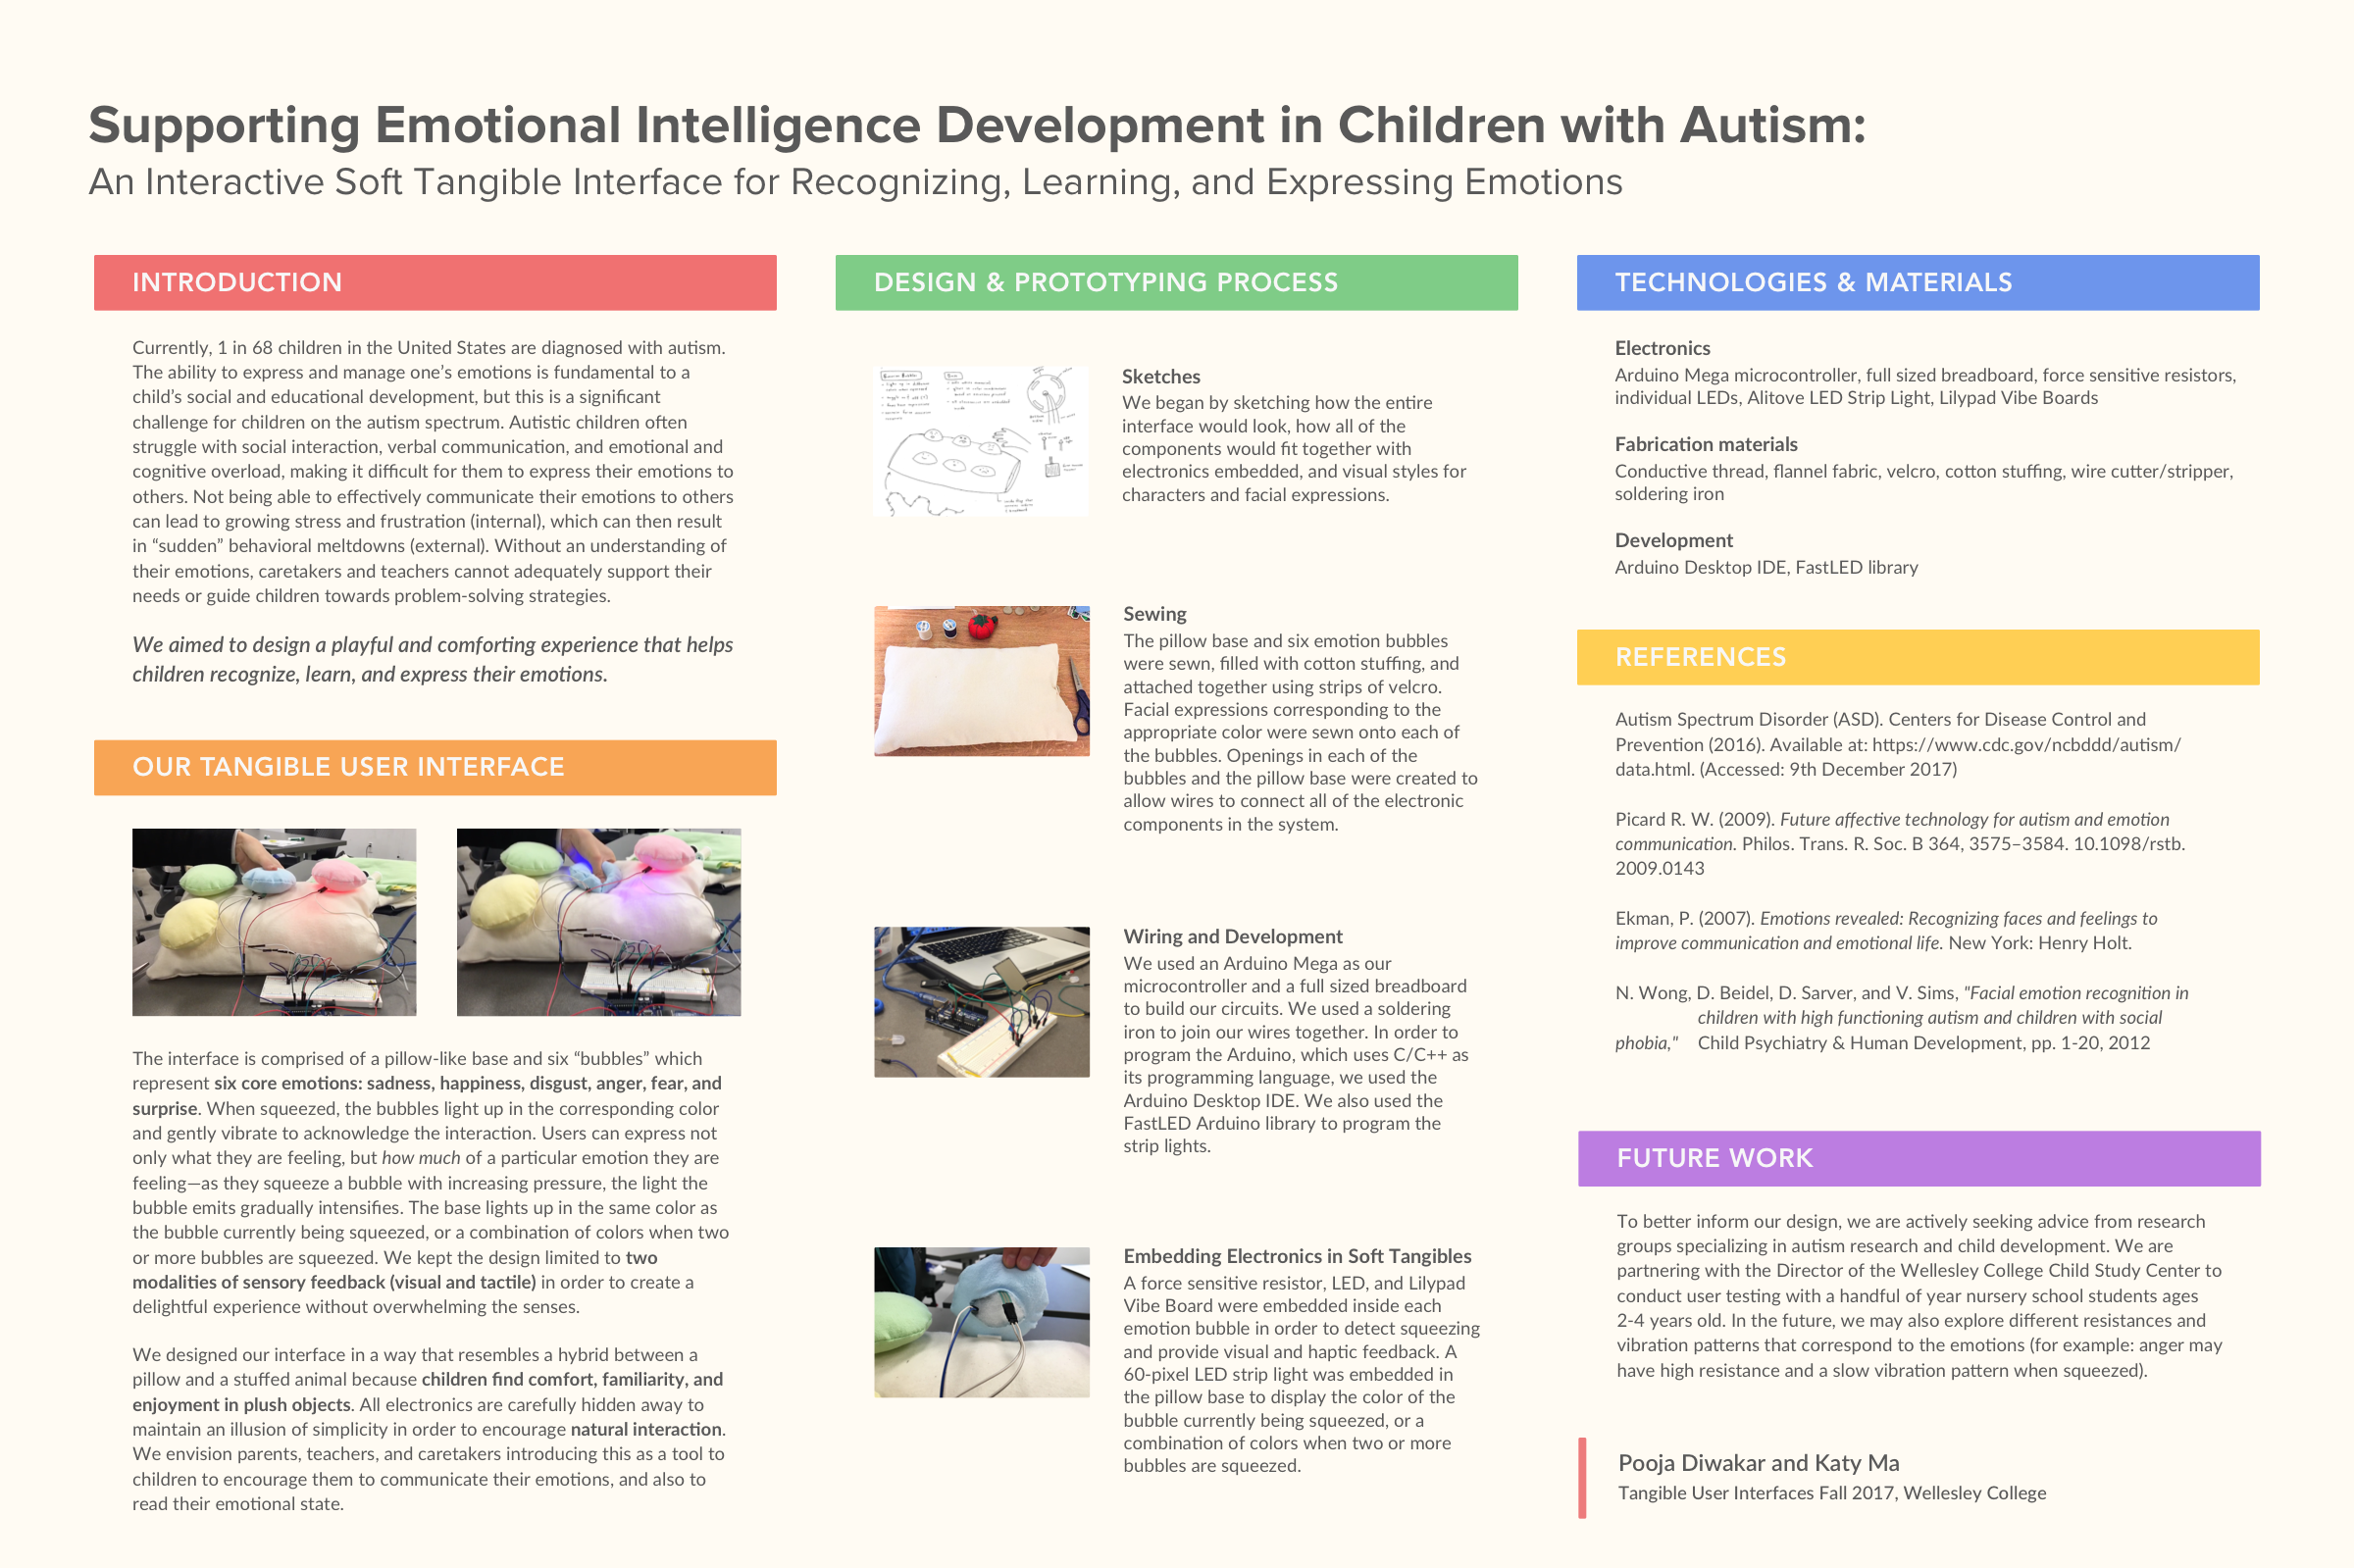 Supporting Emotional Intelligence Development in Children with Autism:
An Interactive Soft Tangible Interface for Recognizing, Learning, and Expressing Emotions
INTRODUCTION
Currently, 1 in 68 children in the United States are diagnosed with autism.
The ability to express and manage one’s emotions is fundamental to a
child’s social and educational development, but this is a significant
challenge for children on the autism spectrum. Autistic children often
struggle with social interaction, verbal communication, and emotional and
cognitive overload, making it difficult for them to express their emotions to
others. Not being able to effectively communicate their emotions to others
can lead to growing stress and frustration (internal), which can then result
in “sudden” behavioral meltdowns (external). Without an understanding of
their emotions, caretakers and teachers cannot adequately support their
needs or guide children towards problem-solving strategies.
We aimed to design a playful and comforting experience that helps
children recognize, learn, and express their emotions.
OUR TANGIBLE USER INTERFACE
The interface is comprised of a pillow-like base and six “bubbles” which
represent six core emotions: sadness, happiness, disgust, anger, fear, and
surprise. When squeezed, the bubbles light up in the corresponding color
and gently vibrate to acknowledge the interaction. Users can express not
only what they are feeling, but how much of a particular emotion they are
feeling—as they squeeze a bubble with increasing pressure, the light the
bubble emits gradually intensifies. The base lights up in the same color as
the bubble currently being squeezed, or a combination of colors when two
or more bubbles are squeezed. We kept the design limited to two
modalities of sensory feedback (visual and tactile) in order to create a
delightful experience without overwhelming the senses.
We designed our interface in a way that resembles a hybrid between a
pillow and a stuffed animal because children find comfort, familiarity, and
enjoyment in plush objects. All electronics are carefully hidden away to
maintain an illusion of simplicity in order to encourage natural interaction.
We envision parents, teachers, and caretakers introducing this as a tool to
children to encourage them to communicate their emotions, and also to
read their emotional state.
DESIGN & PROTOTYPING PROCESS
Sketches
We began by sketching how the entire
interface would look, how all of the
components would fit together with
electronics embedded, and visual styles for
characters and facial expressions.
Sewing
The pillow base and six emotion bubbles
were sewn, filled with cotton stuffing, and
attached together using strips of velcro.
Facial expressions corresponding to the
appropriate color were sewn onto each of
the bubbles. Openings in each of the
bubbles and the pillow base were created to
allow wires to connect all of the electronic
components in the system.
Wiring and Development
We used an Arduino Mega as our
microcontroller and a full sized breadboard
to build our circuits. We used a soldering
iron to join our wires together. In order to
program the Arduino, which uses C/C++ as
its programming language, we used the
Arduino Desktop IDE. We also used the
FastLED Arduino library to program the
strip lights.
Embedding Electronics in Soft Tangibles
A force sensitive resistor, LED, and Lilypad
Vibe Board were embedded inside each
emotion bubble in order to detect squeezing
and provide visual and haptic feedback. A
60-pixel LED strip light was embedded in
the pillow base to display the color of the
bubble currently being squeezed, or a
combination of colors when two or more
bubbles are squeezed.
TECHNOLOGIES & MATERIALS
Electronics
Arduino Mega microcontroller, full sized breadboard, force sensitive resistors,
individual LEDs, Alitove LED Strip Light, Lilypad Vibe Boards
Fabrication materials
Conductive thread, flannel fabric, velcro, cotton stuffing, wire cutter/stripper,
soldering iron
Development
Arduino Desktop IDE, FastLED library
REFERENCES
Autism Spectrum Disorder (ASD). Centers for Disease Control and
Prevention (2016). Available at: https://www.cdc.gov/ncbddd/autism/
data.html. (Accessed: 9th December 2017)
Picard R. W. (2009). Future affective technology for autism and emotion
communication. Philos. Trans. R. Soc. B 364, 3575–3584. 10.1098/rstb.
2009.0143
Ekman, P. (2007). Emotions revealed: Recognizing faces and feelings to
improve communication and emotional life. New York: Henry Holt.
N. Wong, D. Beidel, D. Sarver, and V. Sims, "Facial emotion recognition in
children with high functioning autism and children with social
phobia," Child Psychiatry & Human Development, pp. 1-20, 2012
FUTURE WORK
To better inform our design, we are actively seeking advice from research
groups specializing in autism research and child development. We are
partnering with the Director of the Wellesley College Child Study Center to
conduct user testing with a handful of year nursery school students ages
2-4 years old. In the future, we may also explore different resistances and
vibration patterns that correspond to the emotions (for example: anger may
have high resistance and a slow vibration pattern when squeezed).
Pooja Diwakar and Katy Ma
Tangible User Interfaces Fall 2017, Wellesley College